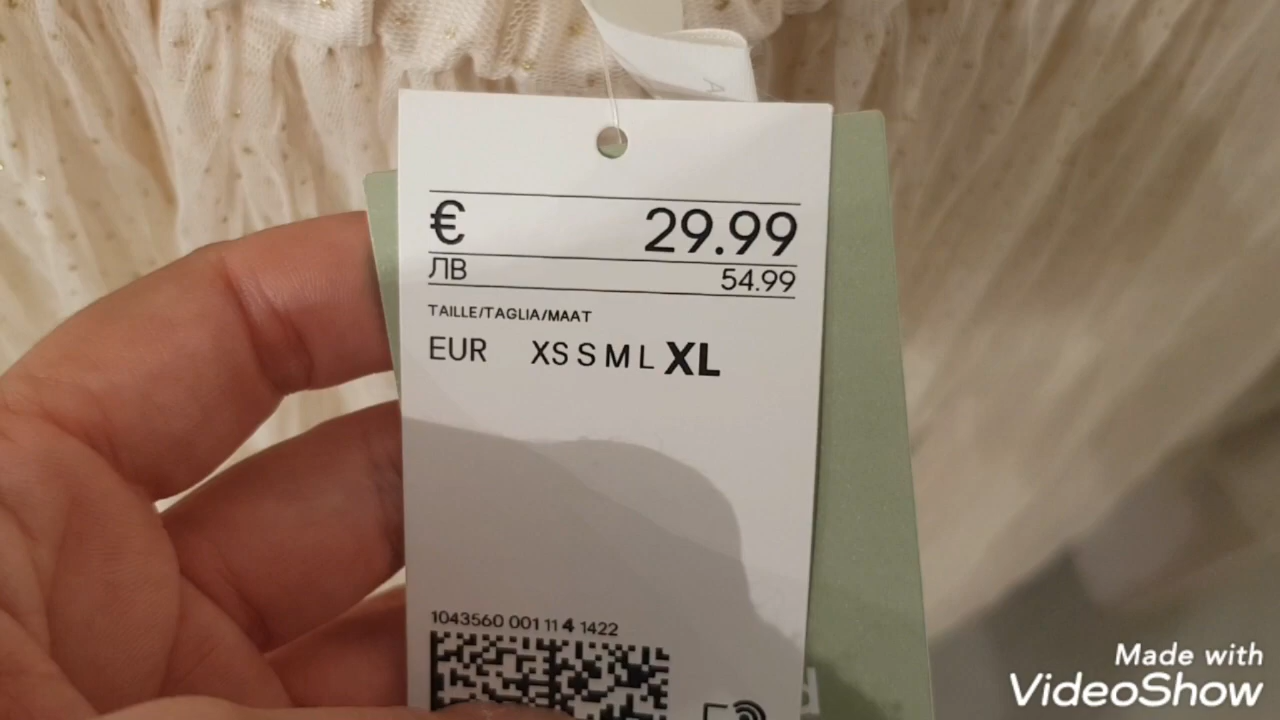 € 29.99
ЛВ 54.99
TAILLE/TAGLIA/MAAT
EUR XS S M L XL
1043560 001 11 4 1422
Made with
VideoShow